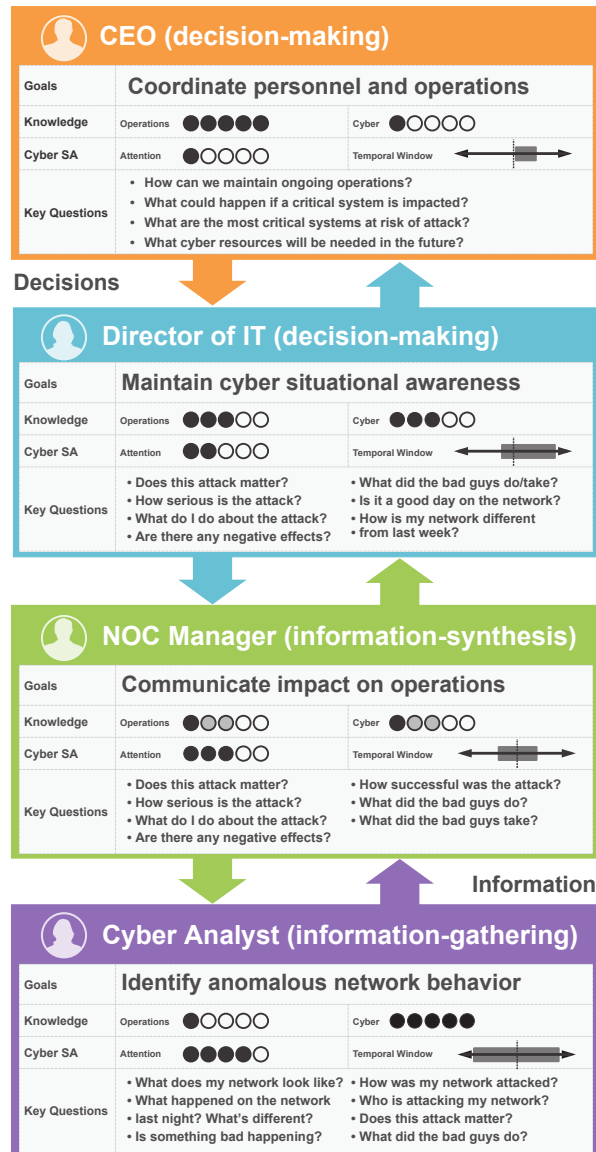 CEO (decision-making)
Goals
Coordinate personnel and operations
Knowledge
Operations
Cyber
Cyber SA
Attention
Temporal Window
Key Questions
• How can we maintain ongoing operations?
• What could happen if a critical system is impacted?
• What are the most critical systems at risk of attack?
• What cyber resources will be needed in the future?
Decisions
Director of IT (decision-making)
Goals
Maintain cyber situational awareness
Knowledge
Operations
Cyber
Cyber SA
Attention
Temporal Window
Key Questions
• Does this attack matter?
• How serious is the attack?
• What do I do about the attack?
• Are there any negative effects?
• What did the bad guys do/take?
• Is it a good day on the network?
• How is my network different
• from last week?
NOC Manager (information-synthesis)
Goals
Communicate impact on operations
Knowledge
Operations
Cyber
Cyber SA
Attention
Temporal Window
Key Questions
• Does this attack matter?
• How serious is the attack?
• What do I do about the attack?
• Are there any negative effects?
• How successful was the attack?
• What did the bad guys do?
• What did the bad guys take?
Information
Cyber Analyst (information-gathering)
Goals
Identify anomalous network behavior
Knowledge
Operations
Cyber
Cyber SA
Attention
Temporal Window
Key Questions
• What does my network look like?
• What happened on the network
• last night? What's different?
• Is something bad happening?
• How was my network attacked?
• Who is attacking my network?
• Does this attack matter?
• What did the bad guys do?